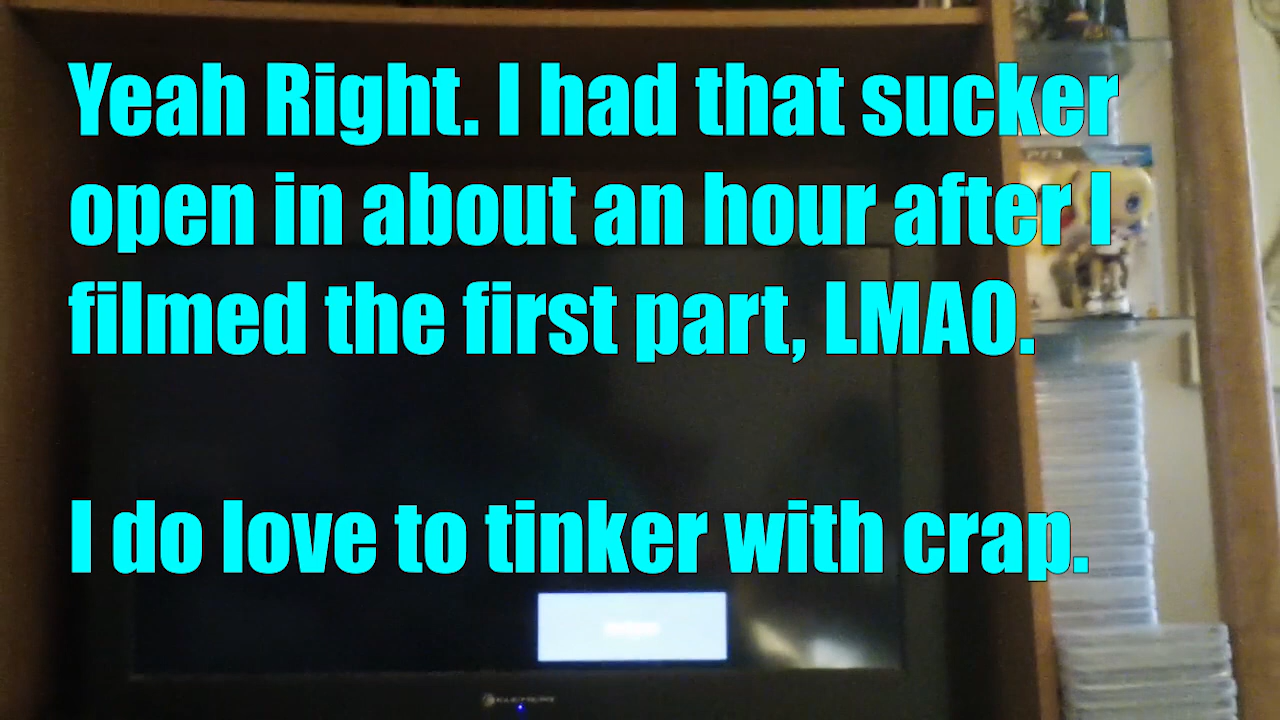 Yeah Right. I had that sucker
open in about an hour after I
filmed the first part, LMAO.
I do love to tinker with crap.
PS3